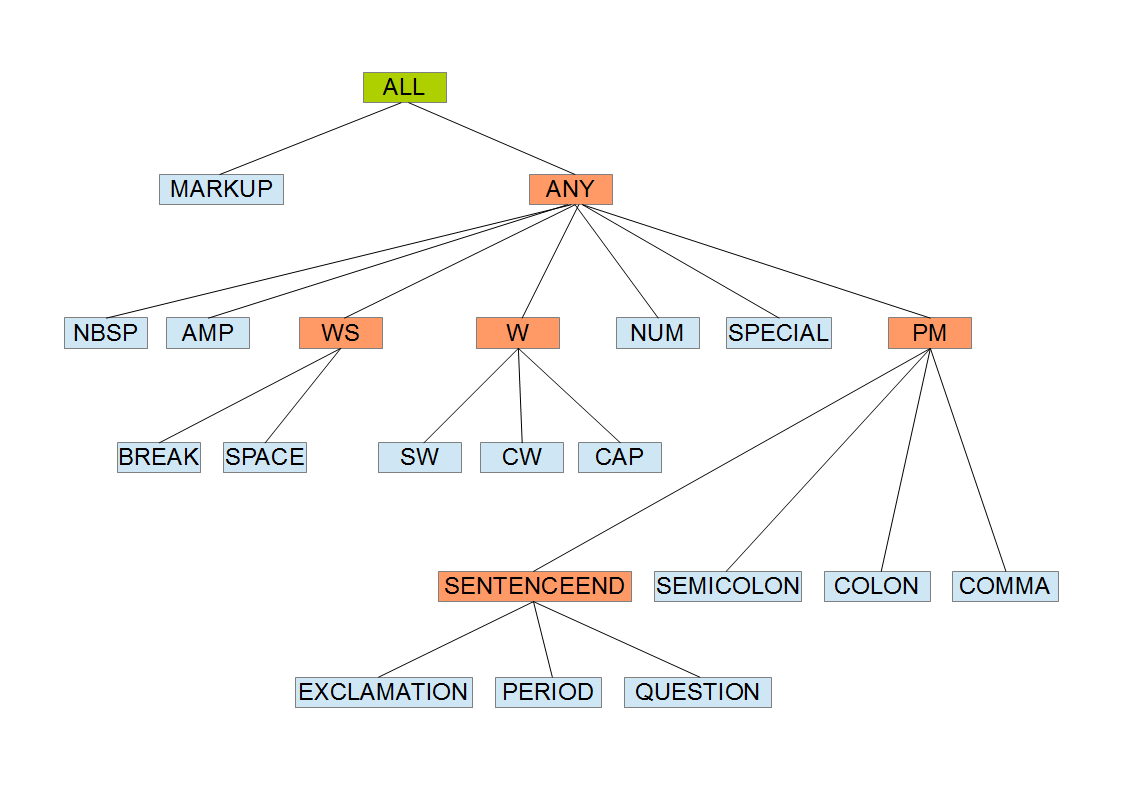 ALL
MARKUP ANY
NBSP AMP WS W NUM SPECIAL PM
BREAK SPACE SW CW CAP
SENTENCEEND SEMICOLON COLON COMMA
EXCLAMATION PERIOD QUESTION